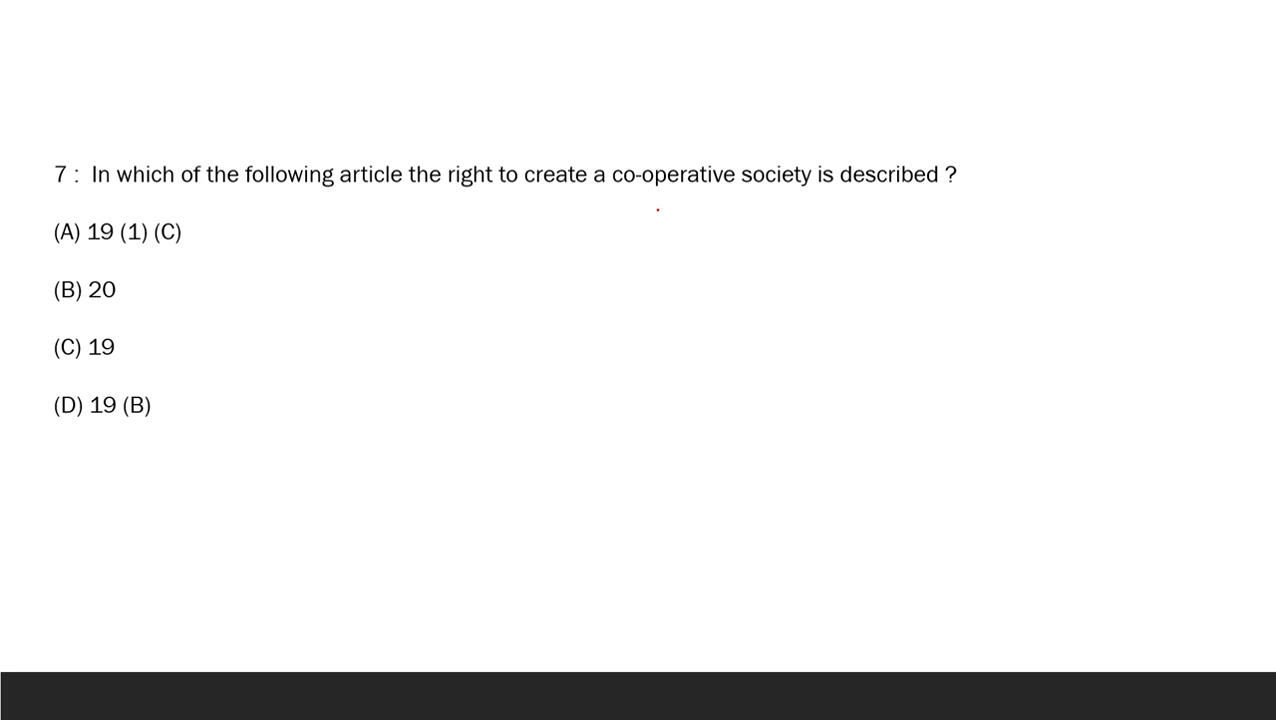 7 : In which of the following article the right to create a co-operative society is described ?
(A) 19 (1) (C)
(B) 20
(C) 19
(D) 19 (B)